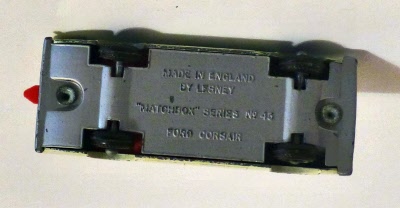 MADE IN ENGLAND
BY LESNEY
"MATCHBOX" SERIES Nº 45
FORD CORSAIR